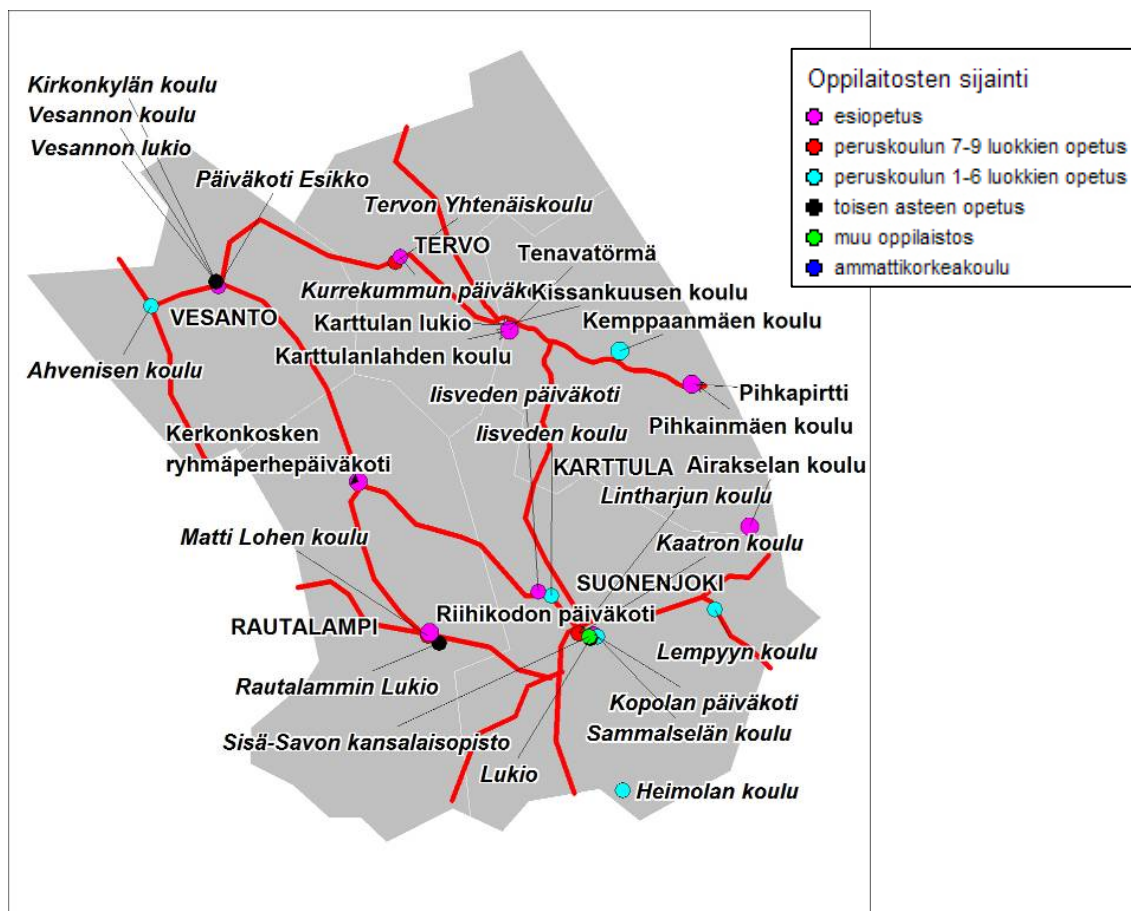 Kirkonkylän koulu
Vesannon koulu
Vesannon lukio
Päiväkoti Esikko
Tervon Yhtenäiskoulu
TERVO
Tenavatörmä
Kurrekummun päiväko
Kissankuusen koulu
Karttulan lukio
Kemppaanmäen koulu
VESANTO
Karttulanlahden koulu
Ahvenisen koulu
Iisveden päiväkoti
Pihkapirtti
Pihkainmäen koulu
Iisveden koulu
Kerkonkosken
ryhmäperhepäiväkoti
KARTTULA
Airakselan koulu
Lintharjun koulu
Matti Lohen koulu
Kaatron koulu
SUONENJOKI
Riihikodon päiväkoti
RAUTALAMPI
Lempyyn koulu
Rautalammin Lukio
Kopolan päiväkoti
Sisä-Savon kansalaisopisto
Sammalselän koulu
Lukio
Heimolan koulu
Oppilaitosten sijainti
esiopetus
peruskoulun 7-9 luokkien opetus
peruskoulun 1-6 luokkien opetus
toisen asteen opetus
muu oppilaistos
ammattikorkeakoulu